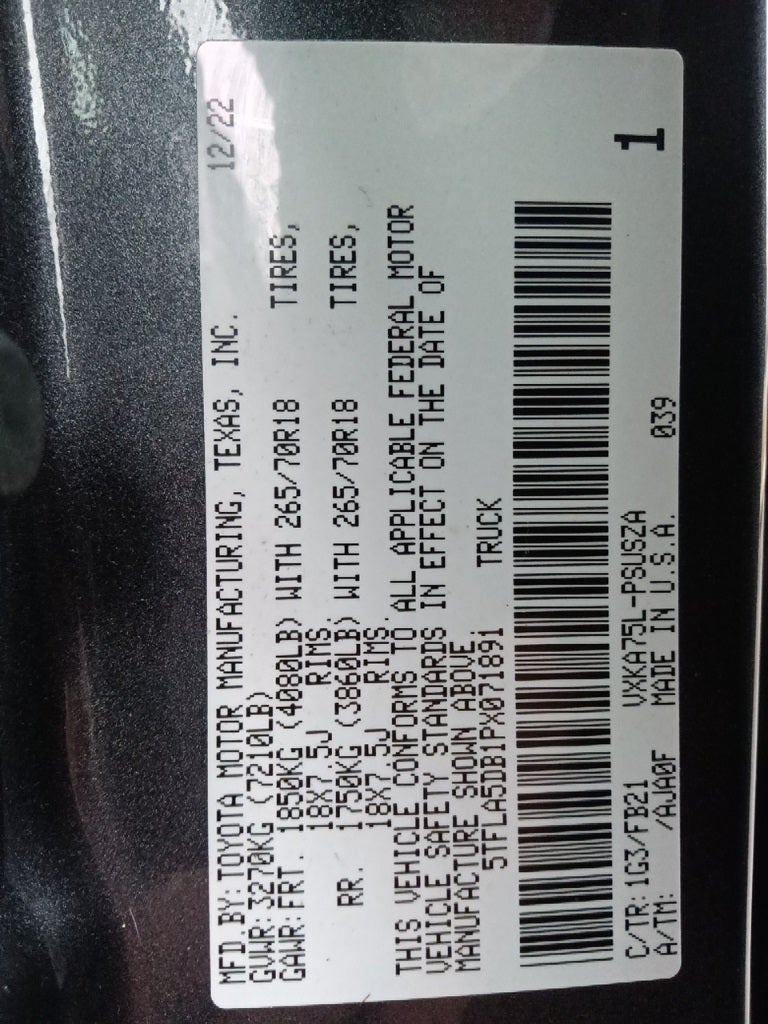 MFD.BY:TOYOTA MOTOR MANUFACTURING, TEXAS, INC. 12/22
GVWR:3270KG (7210LB)
GAWR:FRT. 1850KG (4080LB) WITH 265/70R18 TIRES,
18X7.5J RIMS.
RR. 1750KG (3860LB) WITH 265/70R18 TIRES,
18X7.5J RIMS.
THIS VEHICLE CONFORMS TO ALL APPLICABLE FEDERAL MOTOR
VEHICLE SAFETY STANDARDS IN EFFECT ON THE DATE OF
MANUFACTURE SHOWN ABOVE.
5TFLA5DB1PX071891 TRUCK
C/TR:1G3/FB21 VXKA75L-PSUSZA 1
A/TM: /AJA0F MADE IN U.S.A. 039